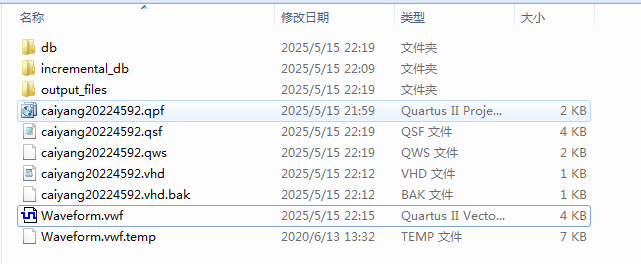 名称 修改日期 类型 大小
db 2025/5/15 22:19 文件夹
incremental_db 2025/5/15 22:09 文件夹
output_files 2025/5/15 22:19 文件夹
caiyang20224592.qpf 2025/5/15 21:59 Quartus II Proje... 2 KB
caiyang20224592.qsf 2025/5/15 22:19 QSF 文件 4 KB
caiyang20224592.qws 2025/5/15 22:19 QWS 文件 2 KB
caiyang20224592.vhd 2025/5/15 22:12 VHD 文件 1 KB
caiyang20224592.vhd.bak 2025/5/15 22:12 BAK 文件 1 KB
Waveform.vwf 2025/5/15 22:15 Quartus II Vecto... 4 KB
Waveform.vwf.temp 2020/6/13 13:32 TEMP 文件 7 KB